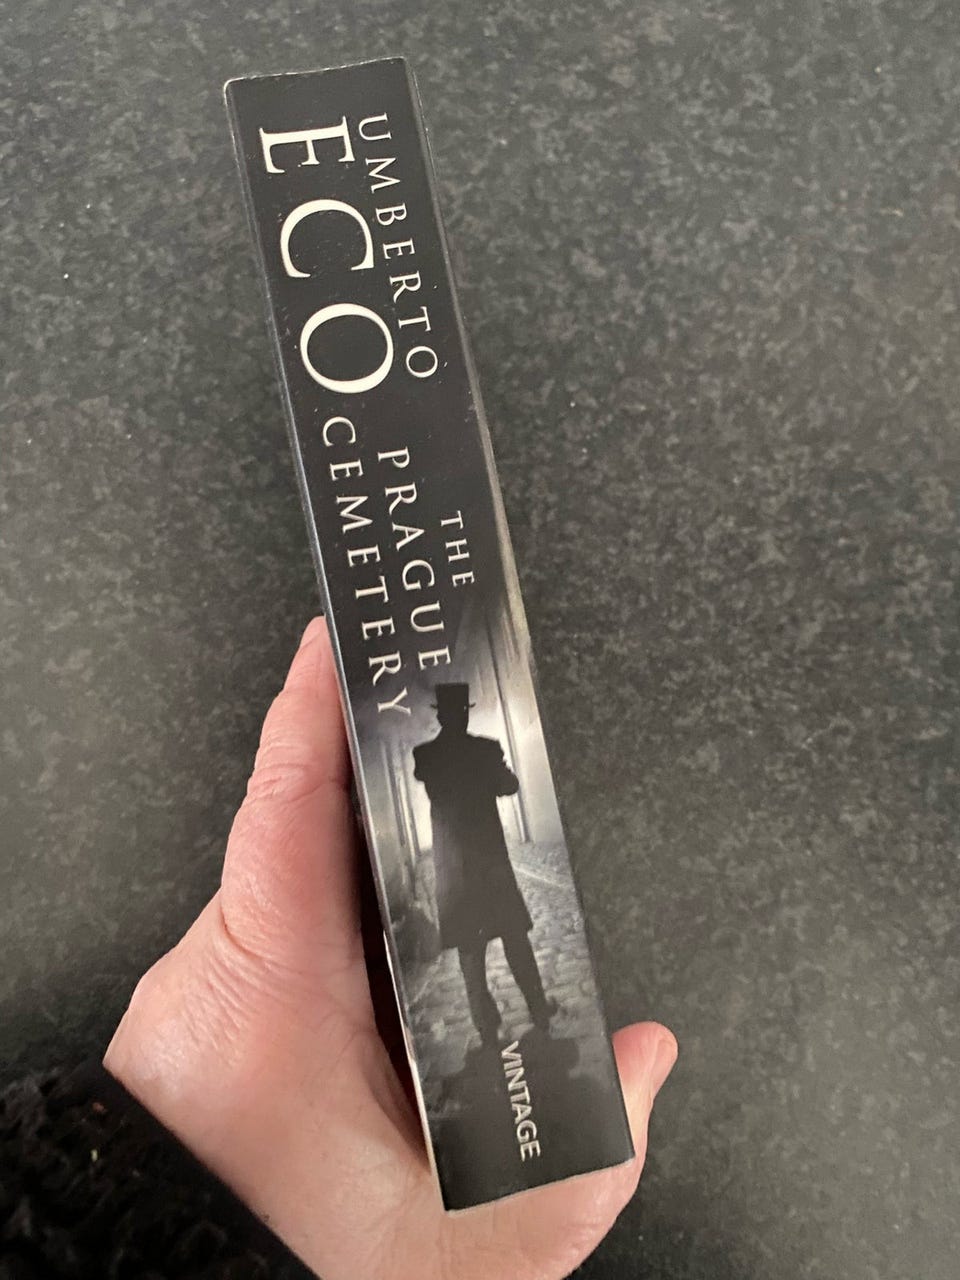 UMBERTO
ECO
THE
PRAGUE
CEMETERY
VINTAGE